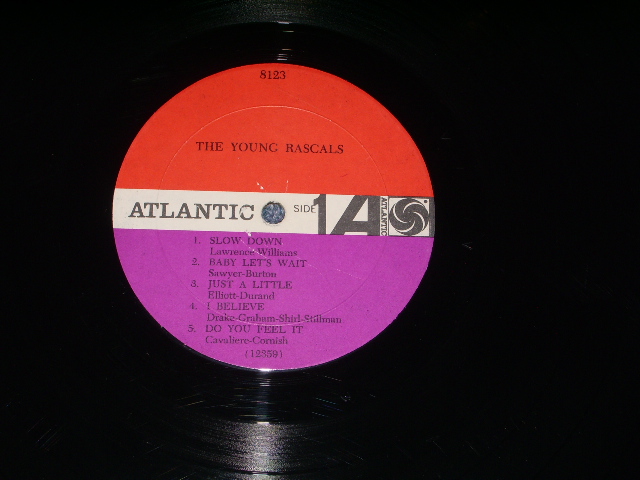 8123
THE YOUNG RASCALS
ATLANTIC SIDE 1 A ATLANTIC
1. SLOW DOWN
Lawrence-Williams
2. BABY LET'S WAIT
Sawyer-Burton
3. JUST A LITTLE
Elliott-Durand
4. I BELIEVE
Drake-Graham-Shirl-Stillman
5. DO YOU FEEL IT
Cavaliere-Cornish
(12359)